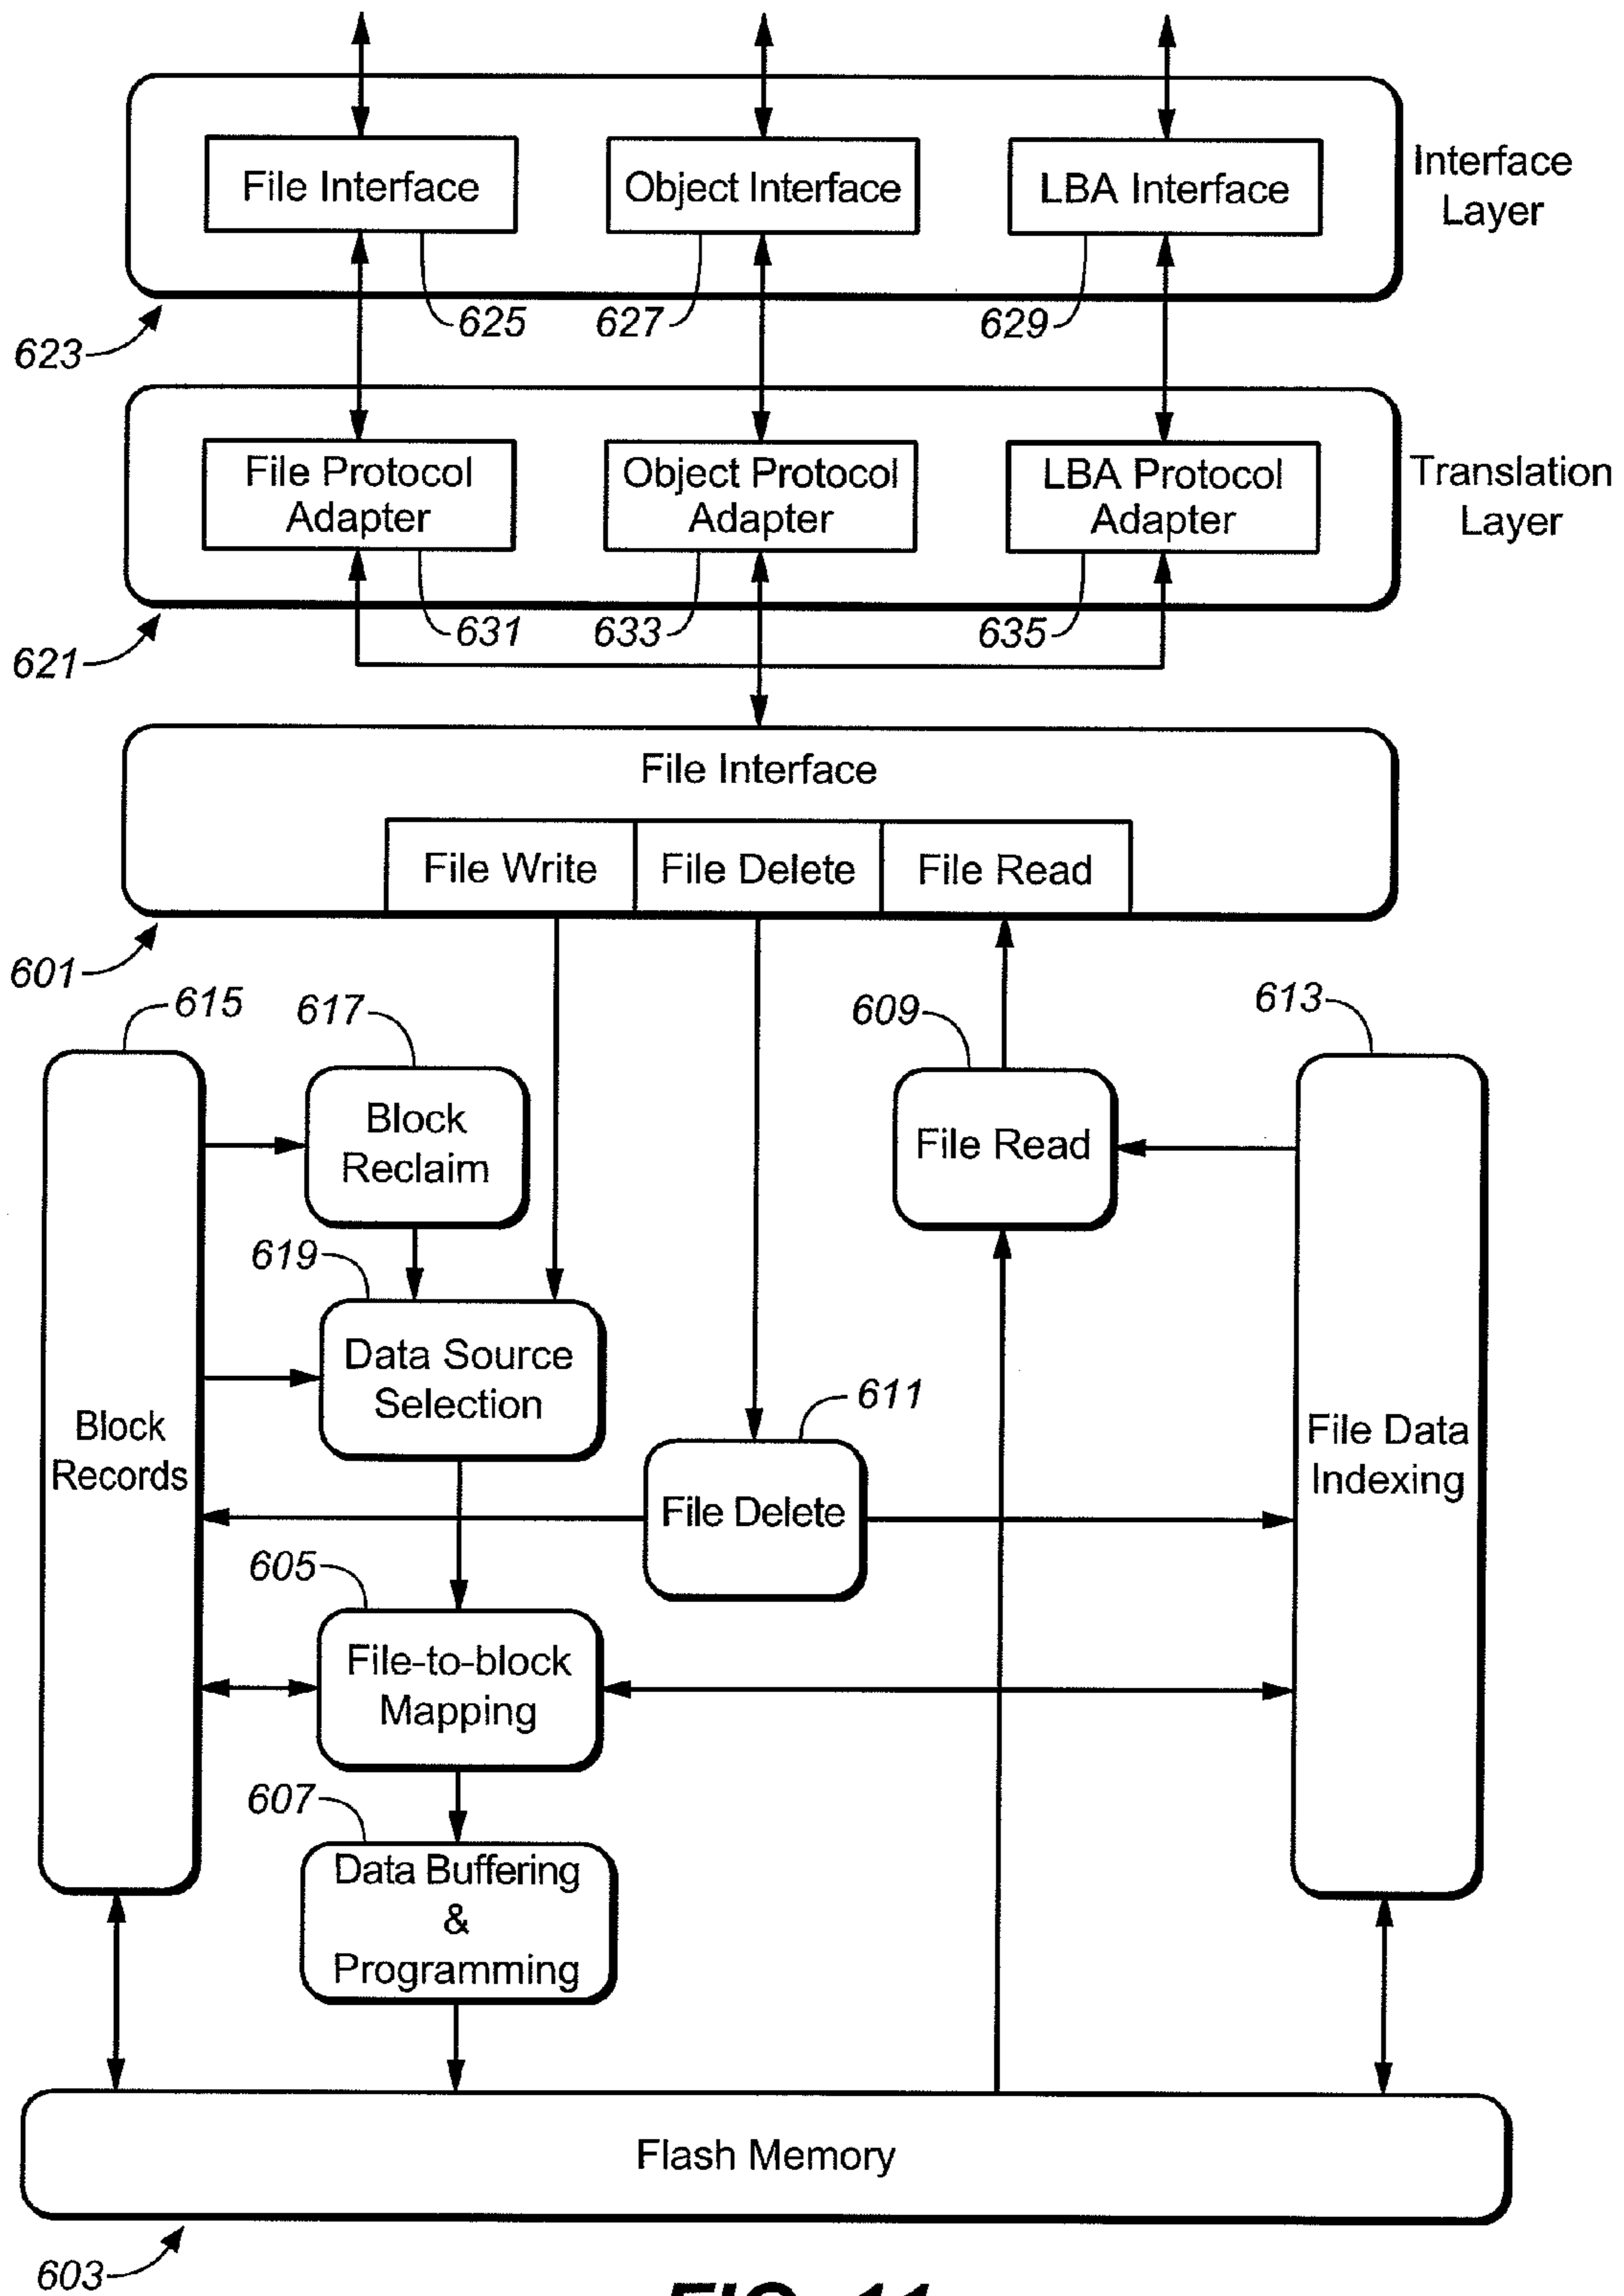 File Interface
Object Interface
LBA Interface
Interface
Layer
625
627
629
623
File Protocol
Adapter
Object Protocol
Adapter
LBA Protocol
Adapter
Translation
Layer
631
633
635
621
File Interface
File Write
File Delete
File Read
601
615
617
609
613
Block
Reclaim
File Read
619
Data Source
Selection
611
Block
Records
File Delete
File Data
Indexing
605
File-to-block
Mapping
607
Data Buffering
&
Programming
Flash Memory
603
FIG. 11